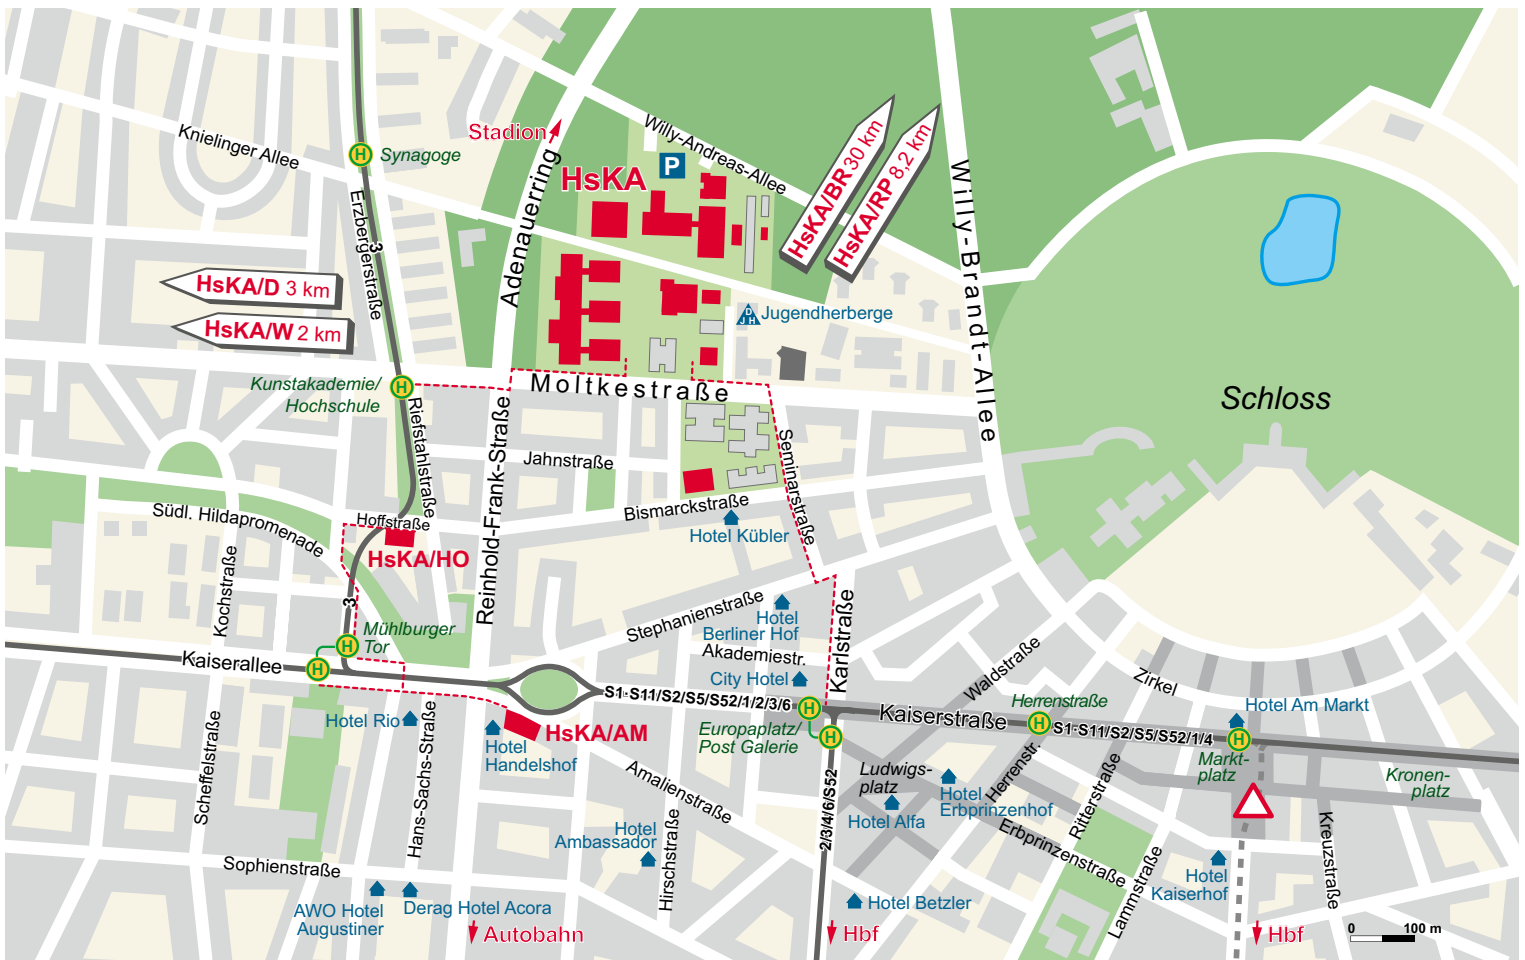 Knielinger Allee
Synagoge
Stadion
HsKA
P
Willy-Andreas-Allee
Adenauerring
HsKA/BR 30 km
HsKA/RP 8,2 km
Willy-Brandt-Allee
Erzbergerstraße
3
HsKA/D 3 km
HsKA/W 2 km
D
J H
Jugendherberge
Kunstakademie/
Hochschule
Moltkestraße
Schloss
Riefstahlstraße
Reinhold-Frank-Straße
Jahnstraße
Seminarstraße
Bismarckstraße
Hotel Kübler
Südl. Hildapromenade
Hoffstraße
HsKA/HO
Kochstraße
3
Mühlburger
Tor
Kaiserallee
Stephanienstraße
Hotel
Berliner Hof
Akademiestr.
City Hotel
Karlstraße
Waldstraße
Zirkel
S1-S11/S2/S5/S52/1/2/3/6
Herrenstraße
Kaiserstraße
S1-S11/S2/S5/S52/1/4
Hotel Am Markt
Hotel Rio
Hotel
Handelshof
HsKA/AM
Europaplatz/
Post Galerie
Markt-
platz
Kronen-
platz
Scheffelstraße
Hans-Sachs-Straße
Amalienstraße
Ludwigs-
platz
Hotel
Erbprinzenhof
Herrenstr.
Ritterstraße
Hotel Alfa
2/3/4/6/S52
Hotel
Ambassador
Hirschstraße
Erbprinzenstraße
Lammstraße
Kreuzstraße
Hotel
Kaiserhof
Sophienstraße
AWO Hotel
Augustiner
Derag Hotel Acora
Hotel Betzler
Autobahn
Hbf
Hbf
0 100 m
H
H
H
H
H
H
H
H